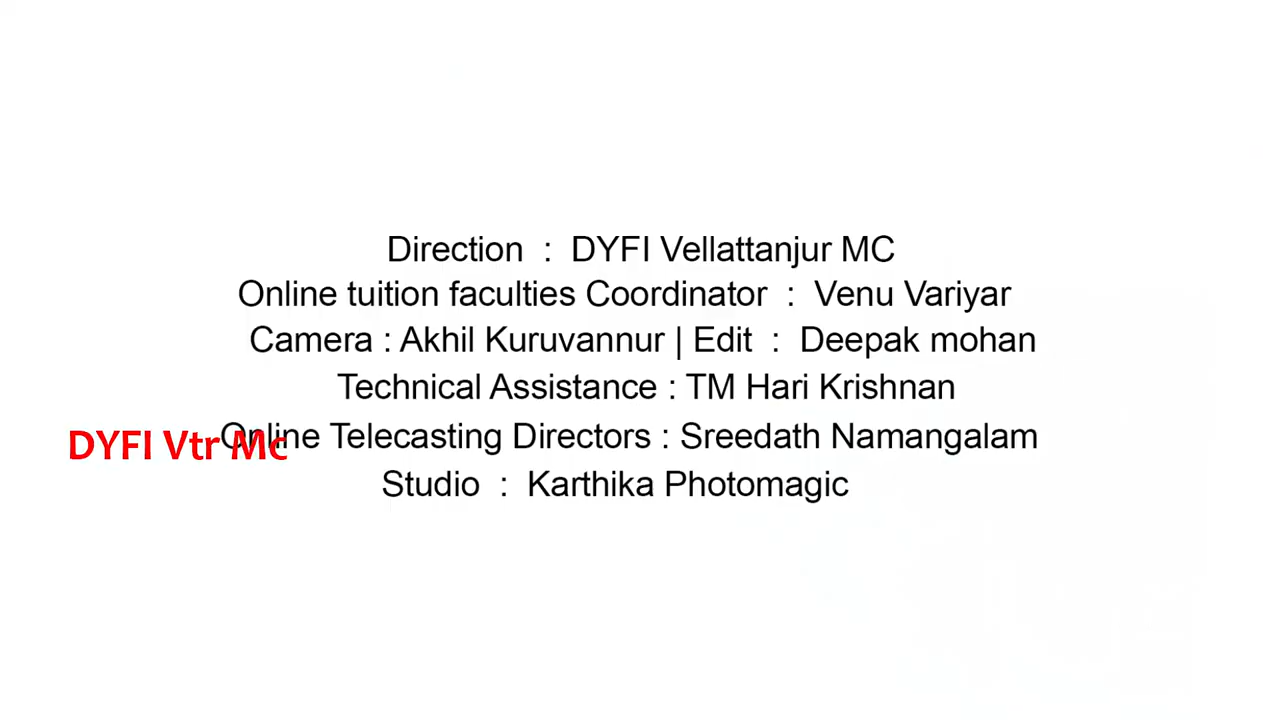 Direction : DYFI Vellattanjur MC
Online tuition faculties Coordinator : Venu Variyar
Camera : Akhil Kuruvannur | Edit : Deepak mohan
Technical Assistance : TM Hari Krishnan
Online Telecasting Directors : Sreedath Namangalam
DYFI Vtr Mc
Studio : Karthika Photomagic